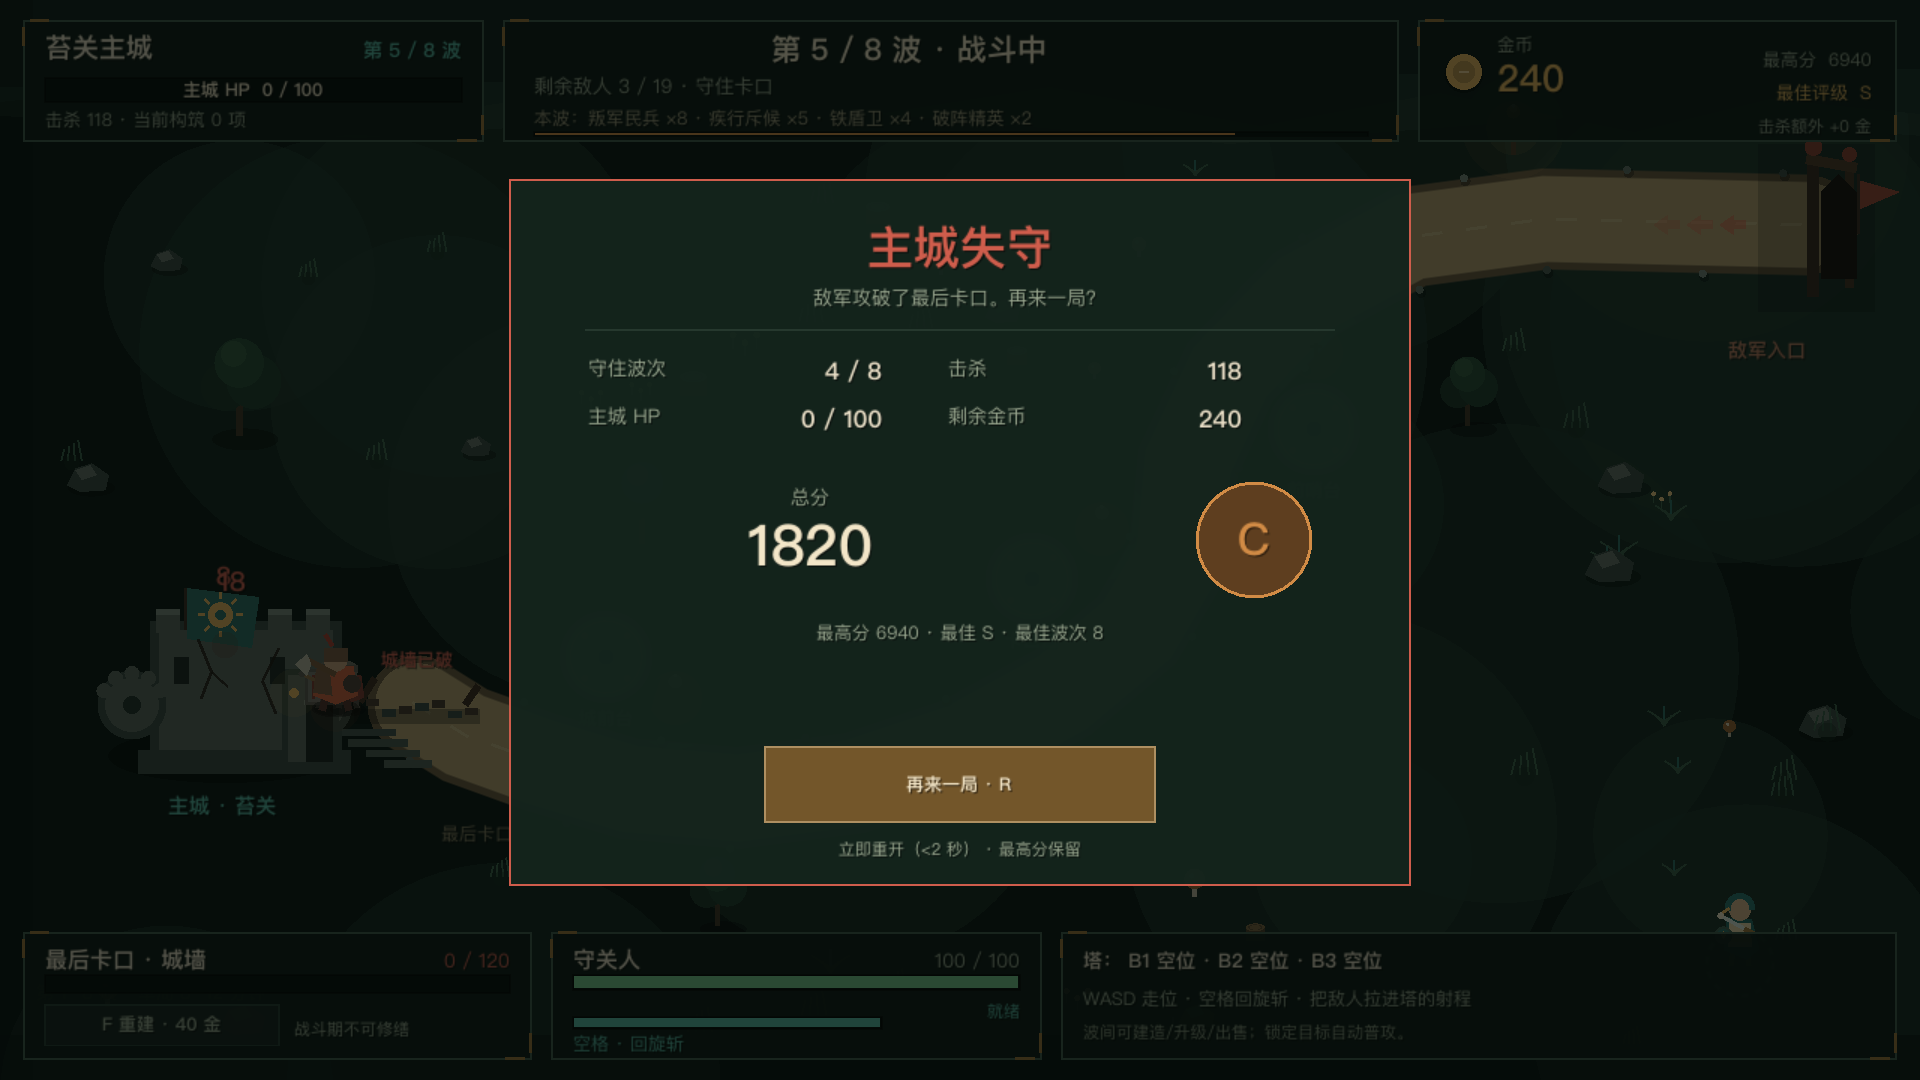 苔关主城
第 5 / 8 波
主城 HP 0 / 100
击杀 118 · 当前构筑 0 项
第 5 / 8 波 · 战斗中
剩余敌人 3 / 19 · 守住卡口
本波：叛军民兵 ×8 · 疾行斥候 ×5 · 铁盾卫 ×4 · 破阵精英 ×2
金币
240
最高分 6940
最佳评级 S
击杀额外 +0 金
主城失守
敌军攻破了最后卡口。再来一局?
守住波次 4 / 8 击杀 118
主城 HP 0 / 100 剩余金币 240
总分
1820
C
最高分 6940 · 最佳 S · 最佳波次 8
再来一局 · R
立即重开（<2 秒） · 最高分保留
敌军入口
18
城墙已破
主城 · 苔关
最后卡口
最后卡口 · 城墙
0 / 120
F 重建 · 40 金
战斗期不可修缮
守关人
100 / 100
就绪
空格 · 回旋斩
塔： B1 空位 · B2 空位 · B3 空位
WASD 走位 · 空格回旋斩 · 把敌人拉进塔的射程
波间可建造/升级/出售；锁定目标自动普攻。